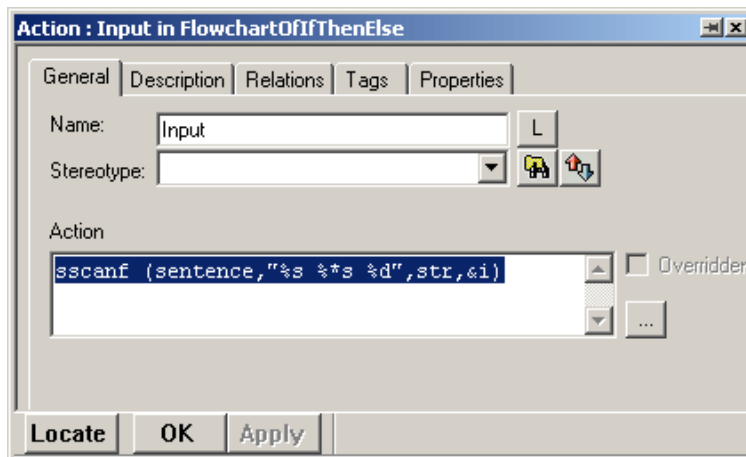 Action : Input in FlowchartOfIfThenElse
General Description Relations Tags Properties
Name: Input L
Stereotype:
Action
sscanf (sentence,"%s %*s %d",str,&i)
Overridden
...
Locate OK Apply